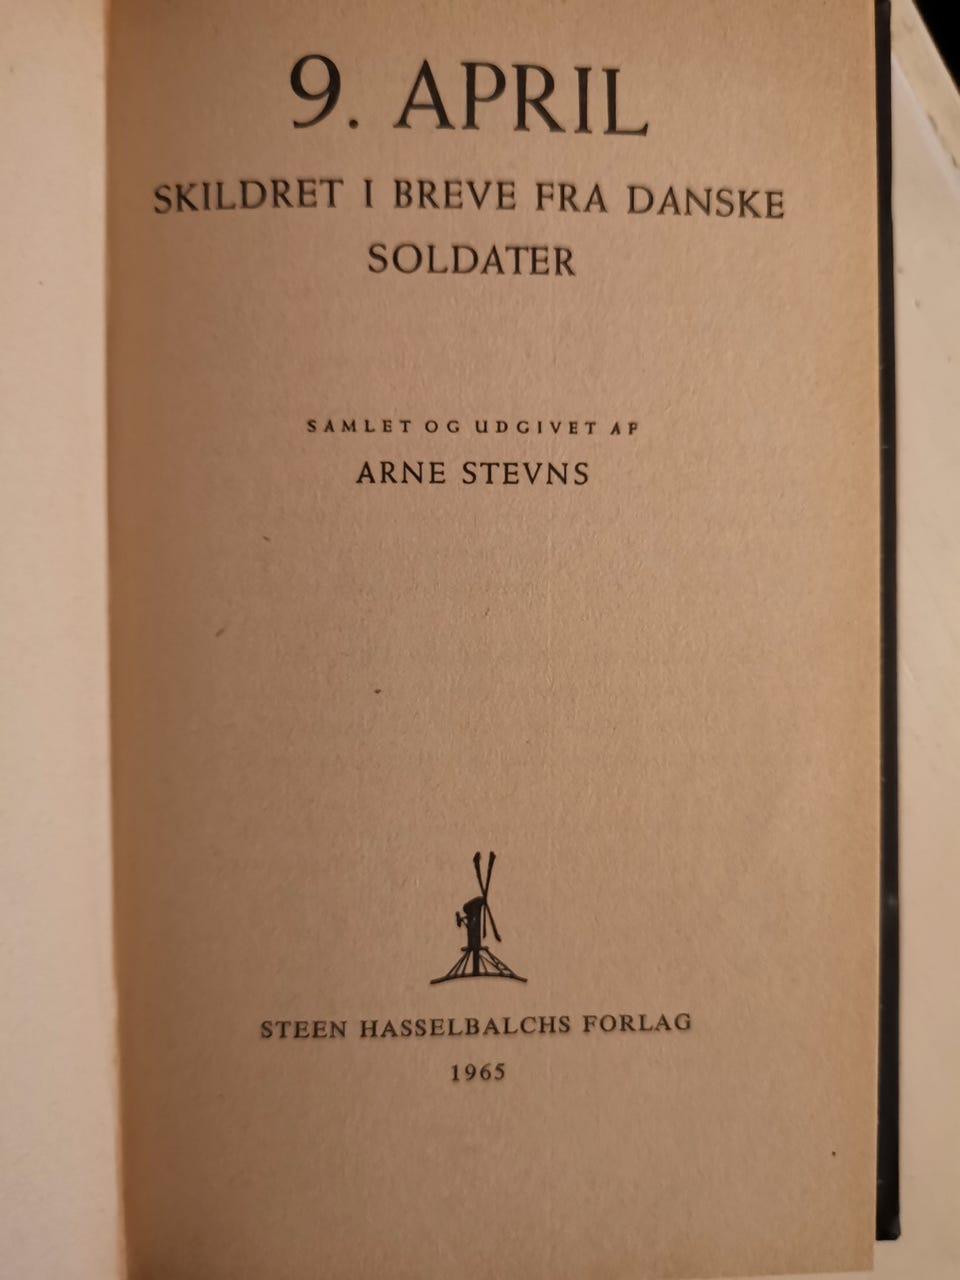 9. APRIL
SKILDRET I BREVE FRA DANSKE
SOLDATER
SAMLET OG UDGIVET AF
ARNE STEVNS
STEEN HASSELBALCHS FORLAG
1965